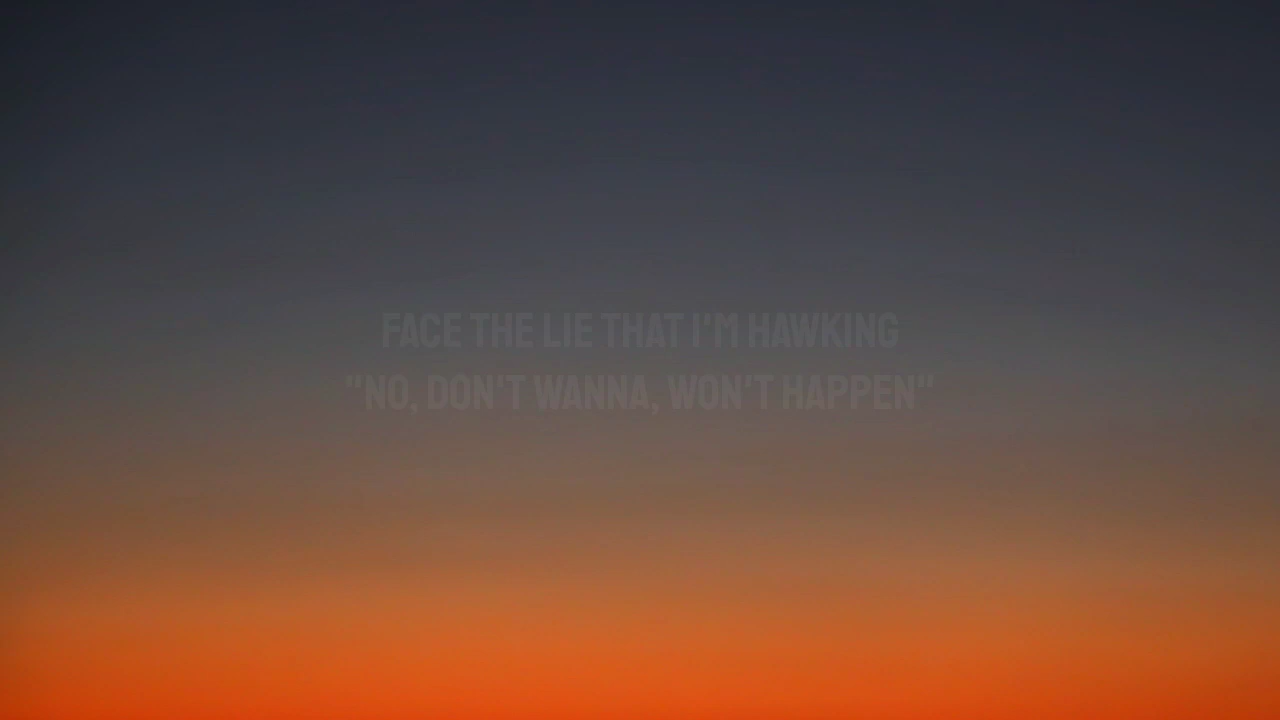 FACE THE LIE THAT I'M HAWKING
"NO, DON'T WANNA, WON'T HAPPEN"